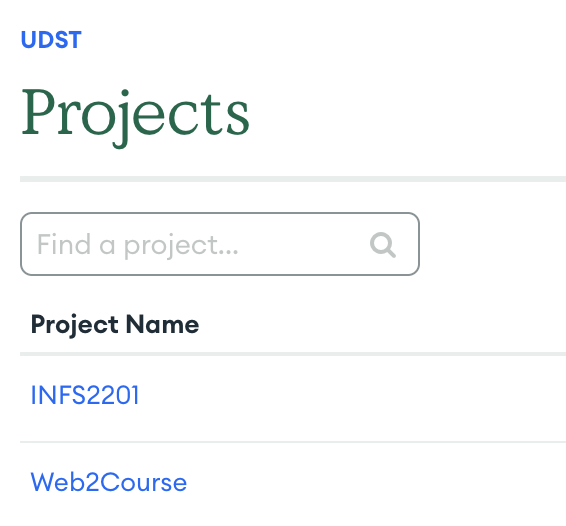 UDST
Projects
Find a project...
Project Name
INFS2201
Web2Course